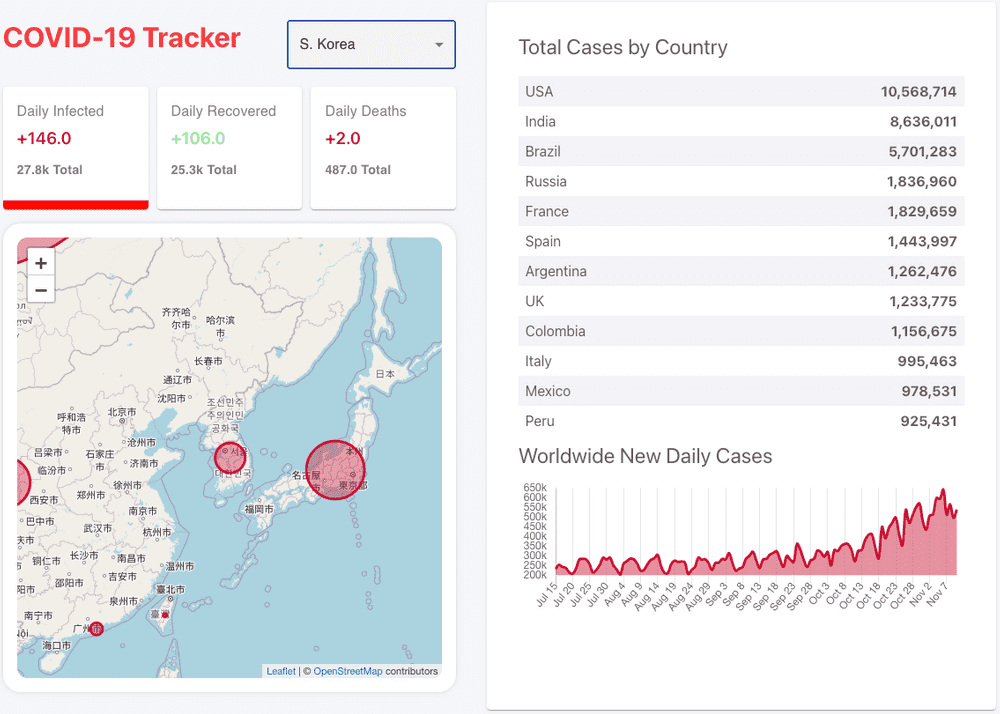 COVID-19 Tracker
S. Korea
Daily Infected
+146.0
27.8k Total
Daily Recovered
+106.0
25.3k Total
Daily Deaths
+2.0
487.0 Total
+
−
齐齐哈
尔市
哈尔滨
市
长春市
通辽市
沈阳市
日本
조선민주
주의인민
공화국
呼和浩
特市
北京市
沧州市
吕梁市
石家庄
市
临汾市
济南市
西安市
郑州市
徐州市
서울
대한민국
本州
名古屋
市
東京都
福岡市
巴中市
南京市
武汉市
杭州市
庆市
铜仁市
长沙市
南昌市
温州市
邵阳市
吉安市
阳市
泉州市
臺北市
臺灣
南宁市
广州市
海口市
Leaflet | © OpenStreetMap contributors
Total Cases by Country
USA 10,568,714
India 8,636,011
Brazil 5,701,283
Russia 1,836,960
France 1,829,659
Spain 1,443,997
Argentina 1,262,476
UK 1,233,775
Colombia 1,156,675
Italy 995,463
Mexico 978,531
Peru 925,431
Worldwide New Daily Cases
650k
600k
550k
500k
450k
400k
350k
300k
250k
200k
Jul 15
Jul 20
Jul 25
Jul 30
Aug 4
Aug 9
Aug 14
Aug 19
Aug 24
Aug 29
Sep 3
Sep 8
Sep 13
Sep 18
Sep 23
Sep 28
Oct 3
Oct 8
Oct 13
Oct 18
Oct 23
Oct 28
Nov 2
Nov 7